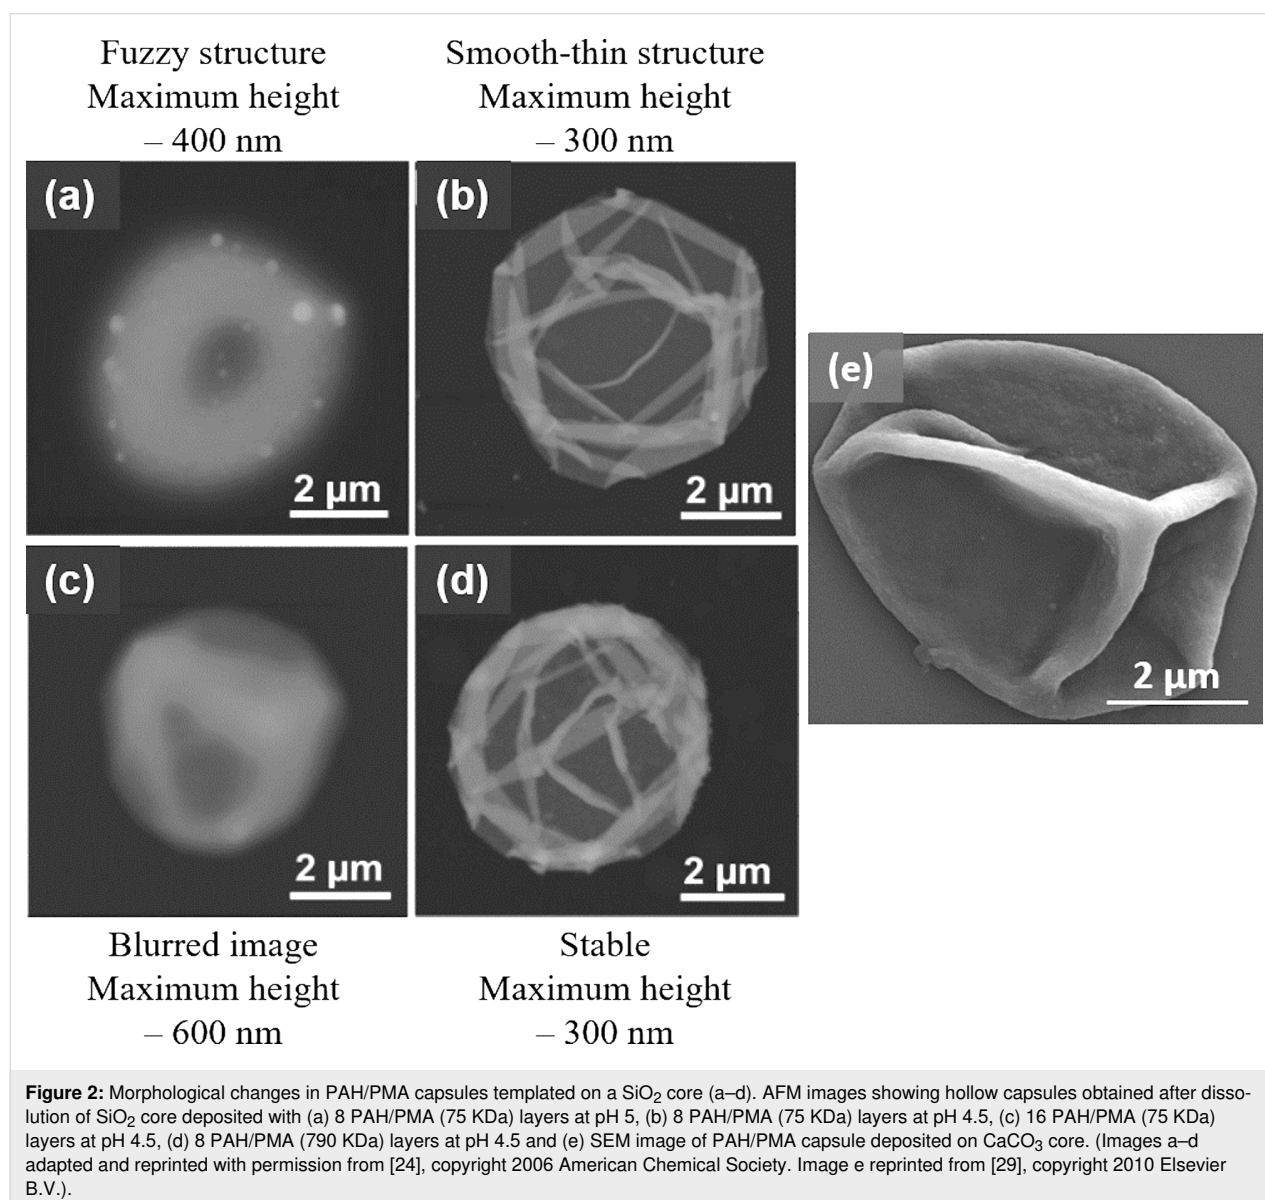 Fuzzy structure
Maximum height
– 400 nm
Smooth-thin structure
Maximum height
– 300 nm
(a)
2 µm
(b)
2 µm
(c)
2 µm
(d)
2 µm
(e)
2 µm
Blurred image
Maximum height
– 600 nm
Stable
Maximum height
– 300 nm
Figure 2: Morphological changes in PAH/PMA capsules templated on a SiO2 core (a–d). AFM images showing hollow capsules obtained after disso-
lution of SiO2 core deposited with (a) 8 PAH/PMA (75 KDa) layers at pH 5, (b) 8 PAH/PMA (75 KDa) layers at pH 4.5, (c) 16 PAH/PMA (75 KDa)
layers at pH 4.5, (d) 8 PAH/PMA (790 KDa) layers at pH 4.5 and (e) SEM image of PAH/PMA capsule deposited on CaCO3 core. (Images a–d
adapted and reprinted with permission from [24], copyright 2006 American Chemical Society. Image e reprinted from [29], copyright 2010 Elsevier
B.V.).